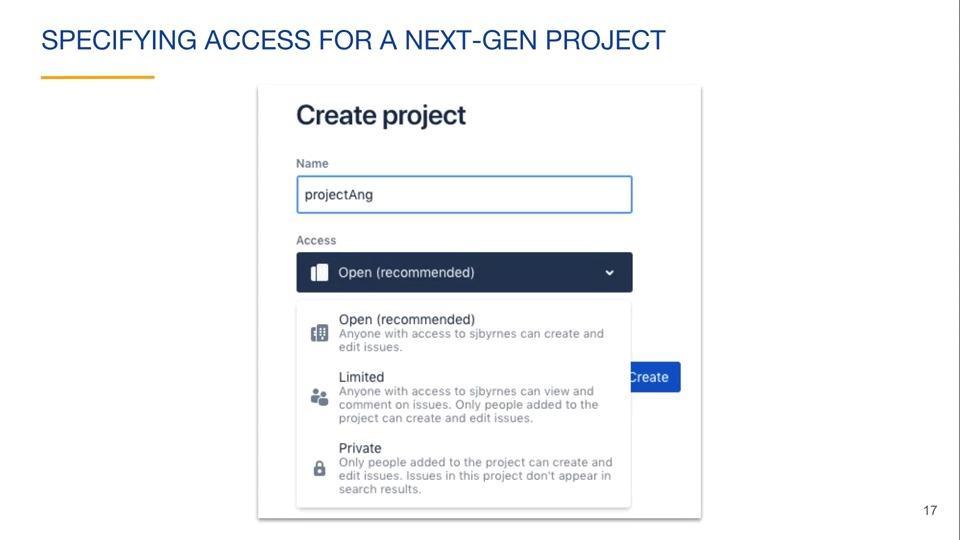 SPECIFYING ACCESS FOR A NEXT-GEN PROJECT
Create project
Name
projectAng
Access
Open (recommended)
Open (recommended)
Anyone with access to sjbyrnes can create and
edit issues.
Limited
Anyone with access to sjbyrnes can view and
comment on issues. Only people added to the
project can create and edit issues.
Create
Private
Only people added to the project can create and
edit issues. Issues in this project don't appear in
search results.
17